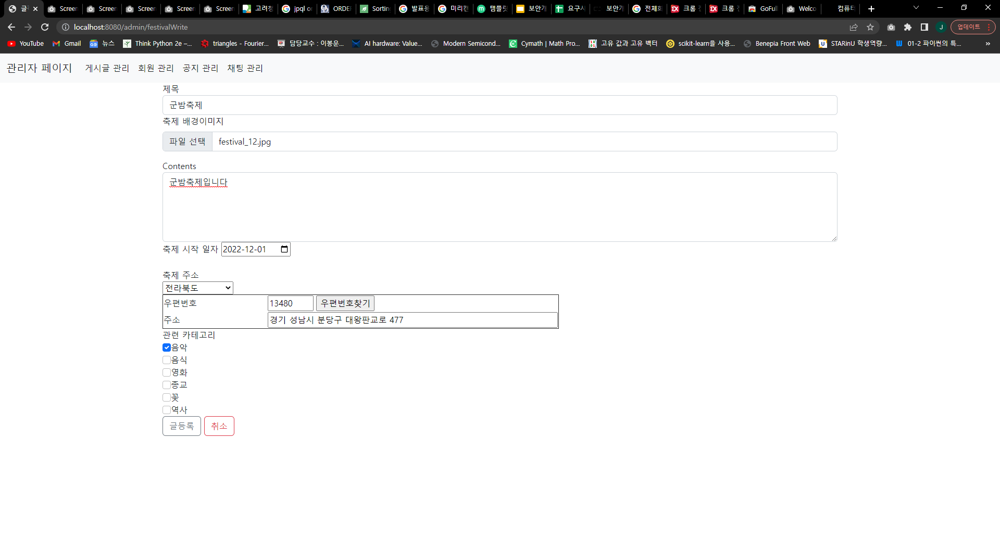 글
Screen
Screen
Screen
Screen
Screen
고려청
jpql or
ORDER
Sorting
발표용
미리캔
템플릿
보안가
요구사
보안가
전체화
크롬
크롬
GoFull
Welco
컴퓨터
localhost:8080/admin/festivalWrite
J
업데이트
YouTube
Gmail
뉴스
Think Python 2e –...
triangles - Fourier...
담당교수 : 이봉운...
AI hardware: Value...
Modern Semicond...
Cymath | Math Pro...
고유 값과 고유 벡터
scikit-learn을 사용...
Benepia Front Web
STARinU 학생역량...
01-2 파이썬의 특...
»
관리자 페이지 게시글 관리 회원 관리 공지 관리 채팅 관리
제목
군밤축제
축제 배경이미지
파일 선택 festival_12.jpg
Contents
군밤축제입니다
축제 시작 일자 2022-12-01
축제 주소
전라북도
우편번호 13480 우편번호찾기
주소 경기 성남시 분당구 대왕판교로 477
관련 카테고리
음악
음식
영화
종교
꽃
역사
글등록 취소